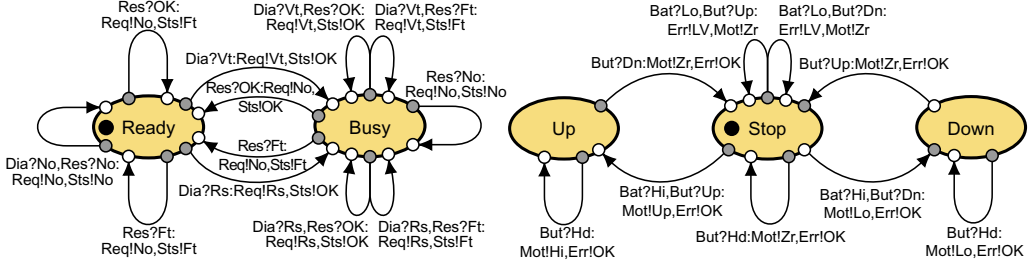 Res?OK:
Req!No,Sts!Ft
Dia?Vt:Req!Vt,Sts!OK
Dia?Vt,Res?OK:
Req!Vt,Sts!OK
Dia?Vt,Res?Ft:
Req!Vt,Sts!Ft
Res?No:
Req!No,Sts!No
Res?OK:Req!No,
Sts!OK
Ready
Busy
Dia?No,Res?No:
Req!No,Sts!No
Res?Ft:
Req!No,Sts!Ft
Dia?Rs:Req!Rs,Sts!OK
Res?Ft:
Req!No,Sts!Ft
Dia?Rs,Res?OK:
Req!Rs,Sts!OK
Dia?Rs,Res?Ft:
Req!Rs,Sts!Ft
Bat?Lo,But?Up:
Err!LV,Mot!Zr
Bat?Lo,But?Dn:
Err!LV,Mot!Zr
But?Dn:Mot!Zr,Err!OK
But?Up:Mot!Zr,Err!OK
Up
Stop
Down
Bat?Hi,But?Up:
Mot!Up,Err!OK
Bat?Hi,But?Dn:
Mot!Lo,Err!OK
But?Hd:
Mot!Hi,Err!OK
But?Hd:Mot!Zr,Err!OK
But?Hd:
Mot!Lo,Err!OK